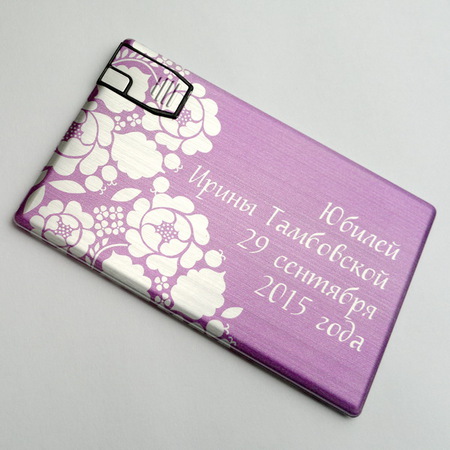 Юбилей
Ирины Тамбовской
29 сентября
2015 года